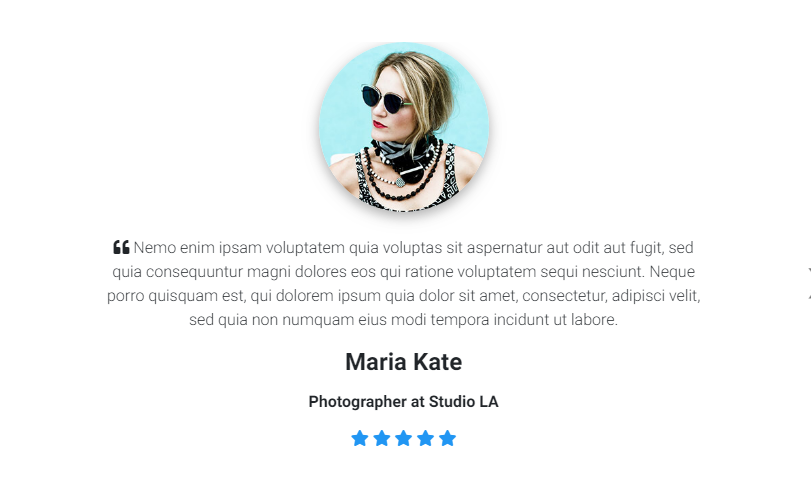 ❝ Nemo enim ipsam voluptatem quia voluptas sit aspernatur aut odit aut fugit, sed
quia consequuntur magni dolores eos qui ratione voluptatem sequi nesciunt. Neque
porro quisquam est, qui dolorem ipsum quia dolor sit amet, consectetur, adipisci velit,
sed quia non numquam eius modi tempora incidunt ut labore.
Maria Kate
Photographer at Studio LA